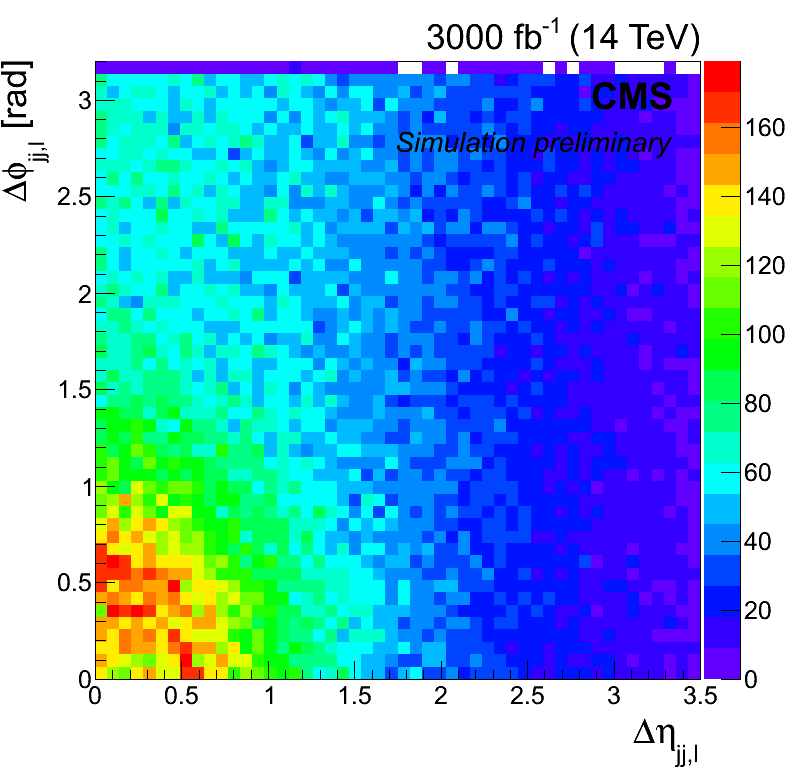 3000 fb⁻¹ (14 TeV)
CMS
Simulation preliminary
Δϕjj,l [rad]
3
2.5
2
1.5
1
0.5
0
0 0.5 1 1.5 2 2.5 3 3.5
Δηjj,l
160
140
120
100
80
60
40
20
0